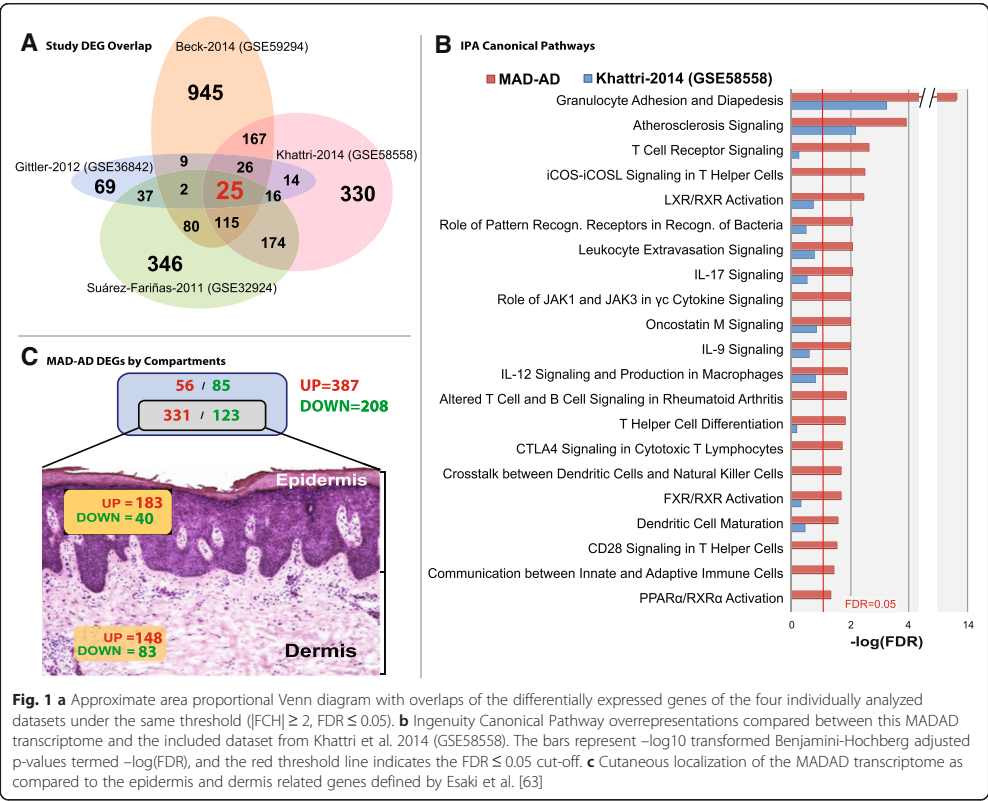 A Study DEG Overlap
Beck-2014 (GSE59294)
945
167
Gittler-2012 (GSE36842)
Khattri-2014 (GSE58558)
9
26
14
69
37
2
25
16
330
80
115
174
346
Suárez-Fariñas-2011 (GSE32924)
B IPA Canonical Pathways
MAD-AD Khattri-2014 (GSE58558)
Granulocyte Adhesion and Diapedesis
Atherosclerosis Signaling
T Cell Receptor Signaling
iCOS-iCOSL Signaling in T Helper Cells
LXR/RXR Activation
Role of Pattern Recogn. Receptors in Recogn. of Bacteria
Leukocyte Extravasation Signaling
IL-17 Signaling
Role of JAK1 and JAK3 in γc Cytokine Signaling
Oncostatin M Signaling
IL-9 Signaling
IL-12 Signaling and Production in Macrophages
Altered T Cell and B Cell Signaling in Rheumatoid Arthritis
T Helper Cell Differentiation
CTLA4 Signaling in Cytotoxic T Lymphocytes
Crosstalk between Dendritic Cells and Natural Killer Cells
FXR/RXR Activation
Dendritic Cell Maturation
CD28 Signaling in T Helper Cells
Communication between Innate and Adaptive Immune Cells
PPARα/RXRα Activation
FDR=0.05
0 2 4 14
-log(FDR)
C MAD-AD DEGs by Compartments
56 / 85
UP=387
DOWN=208
331 / 123
Epidermis
UP =183
DOWN = 40
UP =148
DOWN = 83
Dermis
Fig. 1 a Approximate area proportional Venn diagram with overlaps of the differentially expressed genes of the four individually analyzed
datasets under the same threshold (|FCH| ≥ 2, FDR ≤ 0.05). b Ingenuity Canonical Pathway overrepresentations compared between this MADAD
transcriptome and the included dataset from Khattri et al. 2014 (GSE58558). The bars represent –log10 transformed Benjamini-Hochberg adjusted
p-values termed –log(FDR), and the red threshold line indicates the FDR ≤ 0.05 cut-off. c Cutaneous localization of the MADAD transcriptome as
compared to the epidermis and dermis related genes defined by Esaki et al. [63]